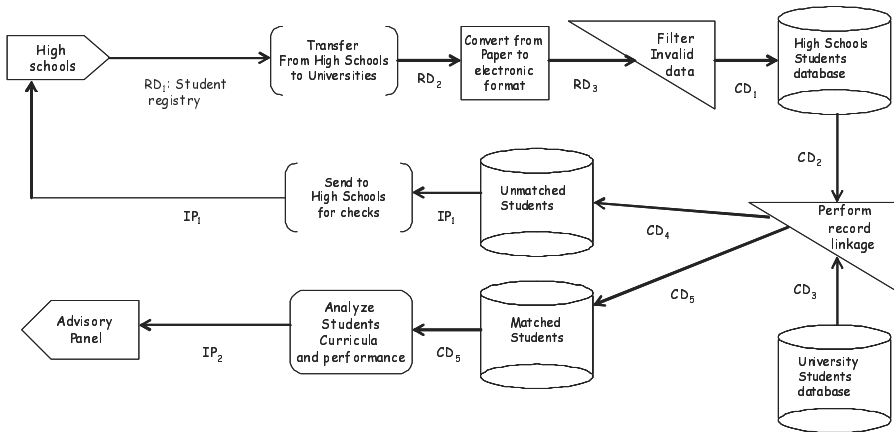 High
schools
RD1: Student
registry
Transfer
From High Schools
to Universities
RD2
Convert from
Paper to
electronic
format
RD3
Filter
Invalid
data
CD1
High Schools
Students
database
CD2
Perform
record
linkage
CD3
University
Students
database
CD4
Unmatched
Students
IP1
Send to
High Schools
for checks
IP1
CD5
Matched
Students
CD5
Analyze
Students
Curricula
and performance
IP2
Advisory
Panel